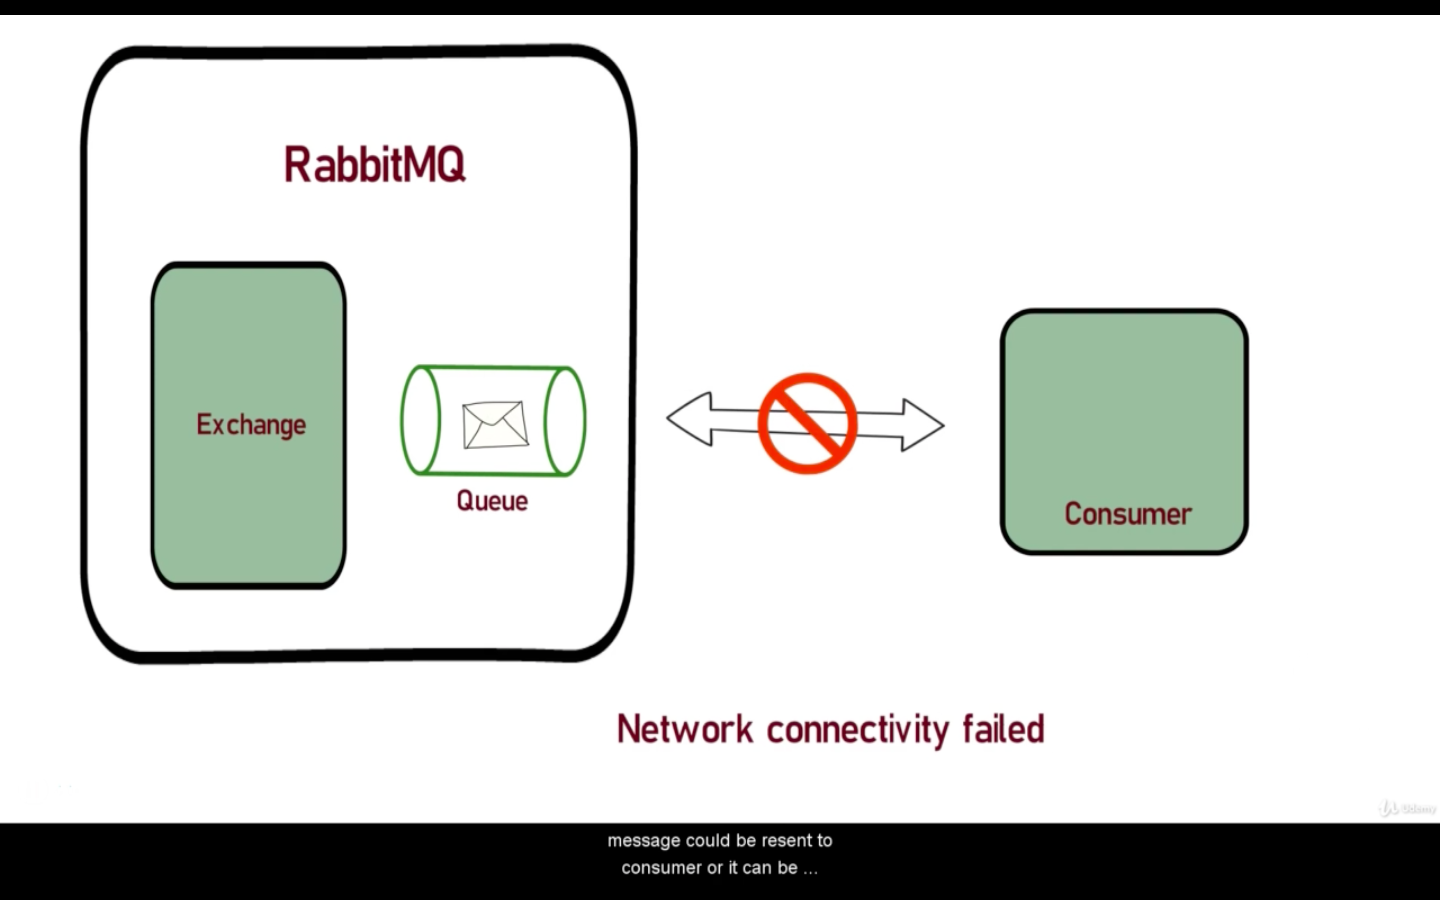 RabbitMQ
Exchange
Queue
Consumer
Network connectivity failed
Udemy
message could be resent to
consumer or it can be ...